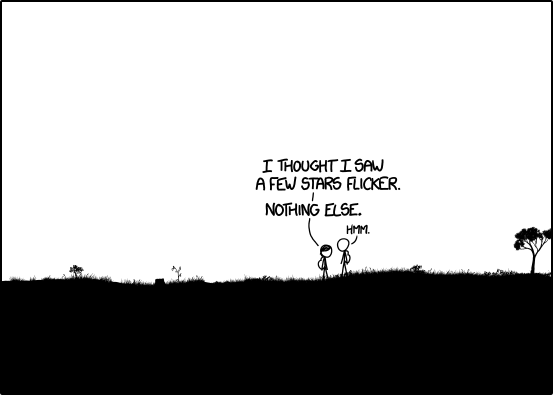 I THOUGHT I SAW
A FEW STARS FLICKER.
NOTHING ELSE.
HMM.